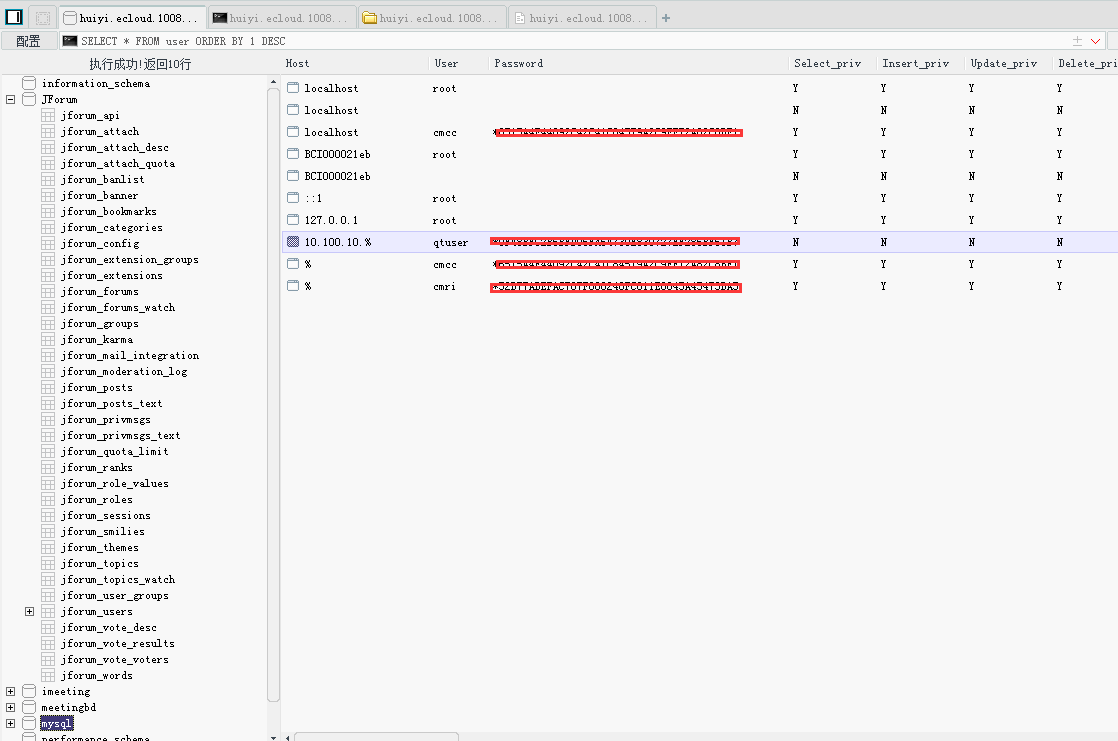 huiyi.ecloud.1008... huiyi.ecloud.1008... huiyi.ecloud.1008... huiyi.ecloud.1008...
配置 SELECT * FROM user ORDER BY 1 DESC
执行成功!返回10行
information_schema
JForum
jforum_api
jforum_attach
jforum_attach_desc
jforum_attach_quota
jforum_banlist
jforum_banner
jforum_bookmarks
jforum_categories
jforum_config
jforum_extension_groups
jforum_extensions
jforum_forums
jforum_forums_watch
jforum_groups
jforum_karma
jforum_mail_integration
jforum_moderation_log
jforum_posts
jforum_posts_text
jforum_privmsgs
jforum_privmsgs_text
jforum_quota_limit
jforum_ranks
jforum_role_values
jforum_roles
jforum_sessions
jforum_smilies
jforum_themes
jforum_topics
jforum_topics_watch
jforum_user_groups
jforum_users
jforum_vote_desc
jforum_vote_results
jforum_vote_voters
jforum_words
imeeting
meetingbd
mysql
performance_schema
Host User Password Select_priv Insert_priv Update_priv Delete_pri
localhost root Y Y Y Y
localhost N N N N
localhost cmcc Y Y Y Y
BCI000021eb root Y Y Y Y
BCI000021eb N N N N
::1 root Y Y Y Y
127.0.0.1 root Y Y Y Y
10.100.10.% qtuser N N N N
% cmcc Y Y Y Y
% cmri Y Y Y Y